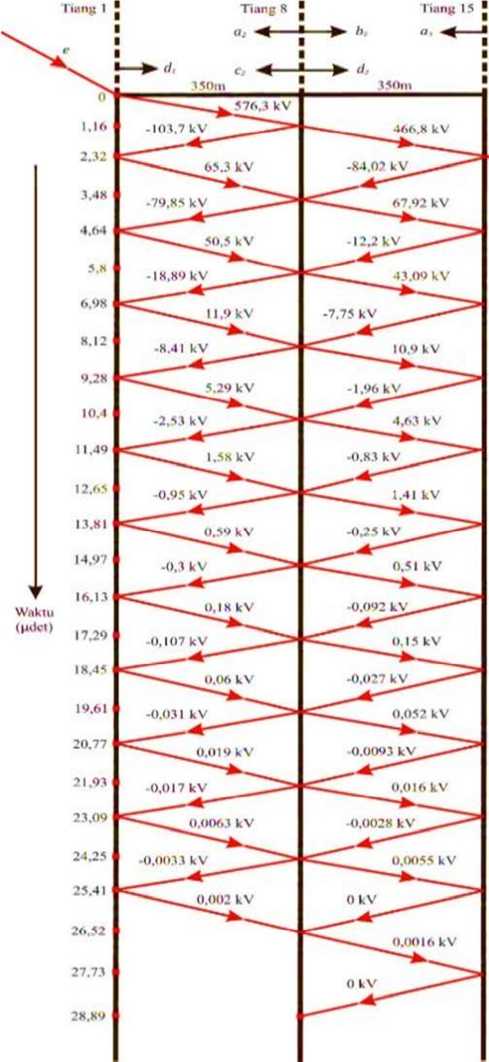 Tiang 1 Tiang 8 Tiang 15
a₂ b₂ a₃
e d₁ c₂ d₂
350m 350m
0 576,3 kV
1,16 -103,7 kV 466,8 kV
2,32 65,3 kV -84,02 kV
3,48 -79,85 kV 67,92 kV
4,64 50,5 kV -12,2 kV
5,8 -18,89 kV 43,09 kV
6,98 11,9 kV -7,75 kV
8,12 -8,41 kV 10,9 kV
9,28 5,29 kV -1,96 kV
10,4 -2,53 kV 4,63 kV
11,49 1,58 kV -0,83 kV
12,65 -0,95 kV 1,41 kV
13,81 0,59 kV -0,25 kV
14,97 -0,3 kV 0,51 kV
16,13 0,18 kV -0,092 kV
Waktu
(µdet)
17,29 -0,107 kV 0,15 kV
18,45 0,06 kV -0,027 kV
19,61 -0,031 kV 0,052 kV
20,77 0,019 kV -0,0093 kV
21,93 -0,017 kV 0,016 kV
23,09 0,0063 kV -0,0028 kV
24,25 -0,0033 kV 0,0055 kV
25,41 0,002 kV 0 kV
26,52 0,0016 kV
27,73 0 kV
28,89